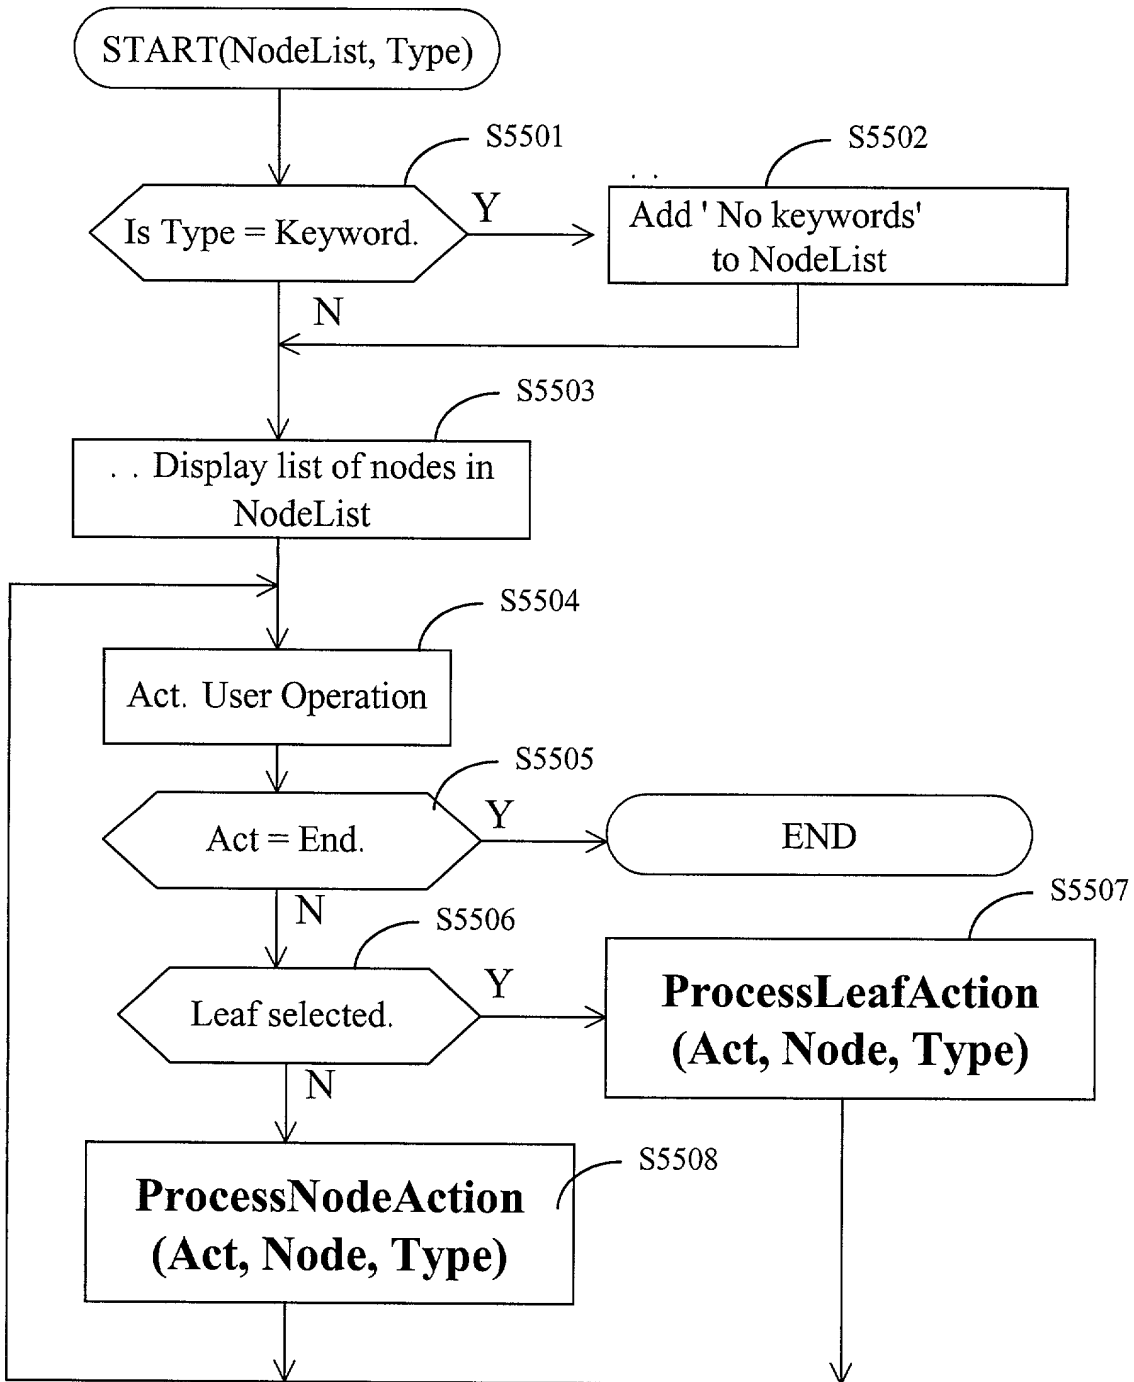 START(NodeList, Type)
S5501
S5502
Is Type = Keyword.
Y
Add ' No keywords'
to NodeList
N
S5503
. . Display list of nodes in
NodeList
S5504
Act. User Operation
S5505
Act = End.
Y
END
N
S5506
S5507
Leaf selected.
Y
ProcessLeafAction
(Act, Node, Type)
N
S5508
ProcessNodeAction
(Act, Node, Type)